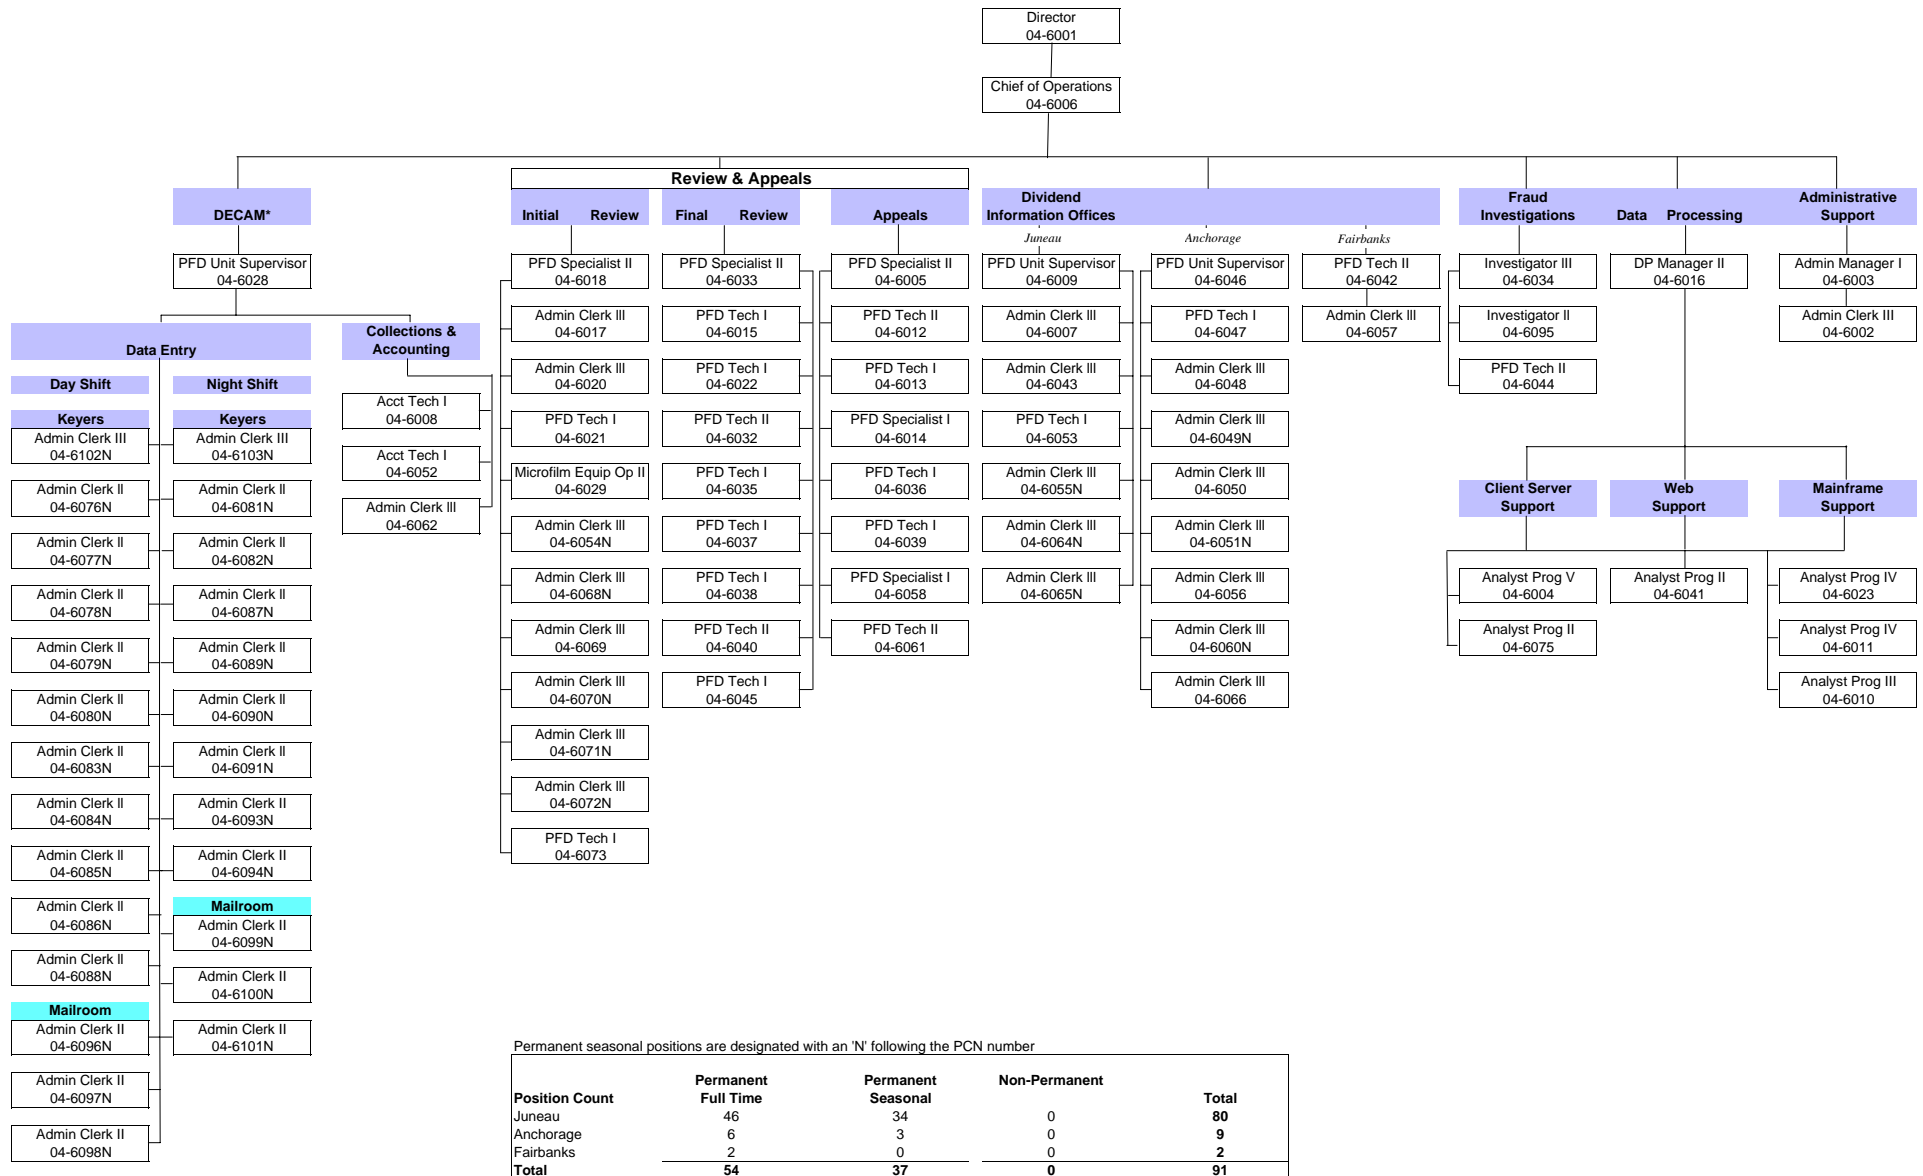 Director
04-6001
Chief of Operations
04-6006
Review & Appeals
DECAM*
Initial Review
Final Review
Appeals
Dividend
Information Offices
Fraud
Investigations
Data Processing
Administrative
Support
Juneau
Anchorage
Fairbanks
PFD Unit Supervisor
04-6028
Data Entry
Collections &
Accounting
Day Shift
Night Shift
Keyers
Admin Clerk III
04-6102N
Admin Clerk II
04-6076N
Admin Clerk II
04-6077N
Admin Clerk II
04-6078N
Admin Clerk II
04-6079N
Admin Clerk II
04-6080N
Admin Clerk II
04-6083N
Admin Clerk II
04-6084N
Admin Clerk II
04-6085N
Admin Clerk II
04-6086N
Admin Clerk II
04-6088N
Mailroom
Admin Clerk II
04-6096N
Admin Clerk II
04-6097N
Admin Clerk II
04-6098N
Keyers
Admin Clerk III
04-6103N
Admin Clerk II
04-6081N
Admin Clerk II
04-6082N
Admin Clerk II
04-6087N
Admin Clerk II
04-6089N
Admin Clerk II
04-6090N
Admin Clerk II
04-6091N
Admin Clerk II
04-6093N
Admin Clerk II
04-6094N
Mailroom
Admin Clerk II
04-6099N
Admin Clerk II
04-6100N
Admin Clerk II
04-6101N
Acct Tech I
04-6008
Acct Tech I
04-6052
Admin Clerk III
04-6062
PFD Specialist II
04-6018
Admin Clerk III
04-6017
Admin Clerk III
04-6020
PFD Tech I
04-6021
Microfilm Equip Op II
04-6029
Admin Clerk III
04-6054N
Admin Clerk III
04-6068N
Admin Clerk III
04-6069
Admin Clerk III
04-6070N
Admin Clerk III
04-6071N
Admin Clerk III
04-6072N
PFD Tech I
04-6073
PFD Specialist II
04-6033
PFD Tech I
04-6015
PFD Tech I
04-6022
PFD Tech II
04-6032
PFD Tech I
04-6035
PFD Tech I
04-6037
PFD Tech I
04-6038
PFD Tech II
04-6040
PFD Tech I
04-6045
PFD Specialist II
04-6005
PFD Tech II
04-6012
PFD Tech I
04-6013
PFD Specialist I
04-6014
PFD Tech I
04-6036
PFD Tech I
04-6039
PFD Specialist I
04-6058
PFD Tech II
04-6061
PFD Unit Supervisor
04-6009
Admin Clerk III
04-6007
Admin Clerk III
04-6043
PFD Tech I
04-6053
Admin Clerk III
04-6055N
Admin Clerk III
04-6064N
Admin Clerk III
04-6065N
PFD Unit Supervisor
04-6046
PFD Tech I
04-6047
Admin Clerk III
04-6048
Admin Clerk III
04-6049N
Admin Clerk III
04-6050
Admin Clerk III
04-6051N
Admin Clerk III
04-6056
Admin Clerk III
04-6060N
Admin Clerk III
04-6066
PFD Tech II
04-6042
Admin Clerk III
04-6057
Investigator III
04-6034
Investigator II
04-6095
PFD Tech II
04-6044
DP Manager II
04-6016
Admin Manager I
04-6003
Admin Clerk III
04-6002
Client Server
Support
Web
Support
Mainframe
Support
Analyst Prog V
04-6004
Analyst Prog II
04-6075
Analyst Prog II
04-6041
Analyst Prog IV
04-6023
Analyst Prog IV
04-6011
Analyst Prog III
04-6010
Permanent seasonal positions are designated with an 'N' following the PCN number
Permanent Permanent Non-Permanent
Position Count Full Time Seasonal Total
Juneau 46 34 0 80
Anchorage 6 3 0 9
Fairbanks 2 0 0 2
Total 54 37 0 91